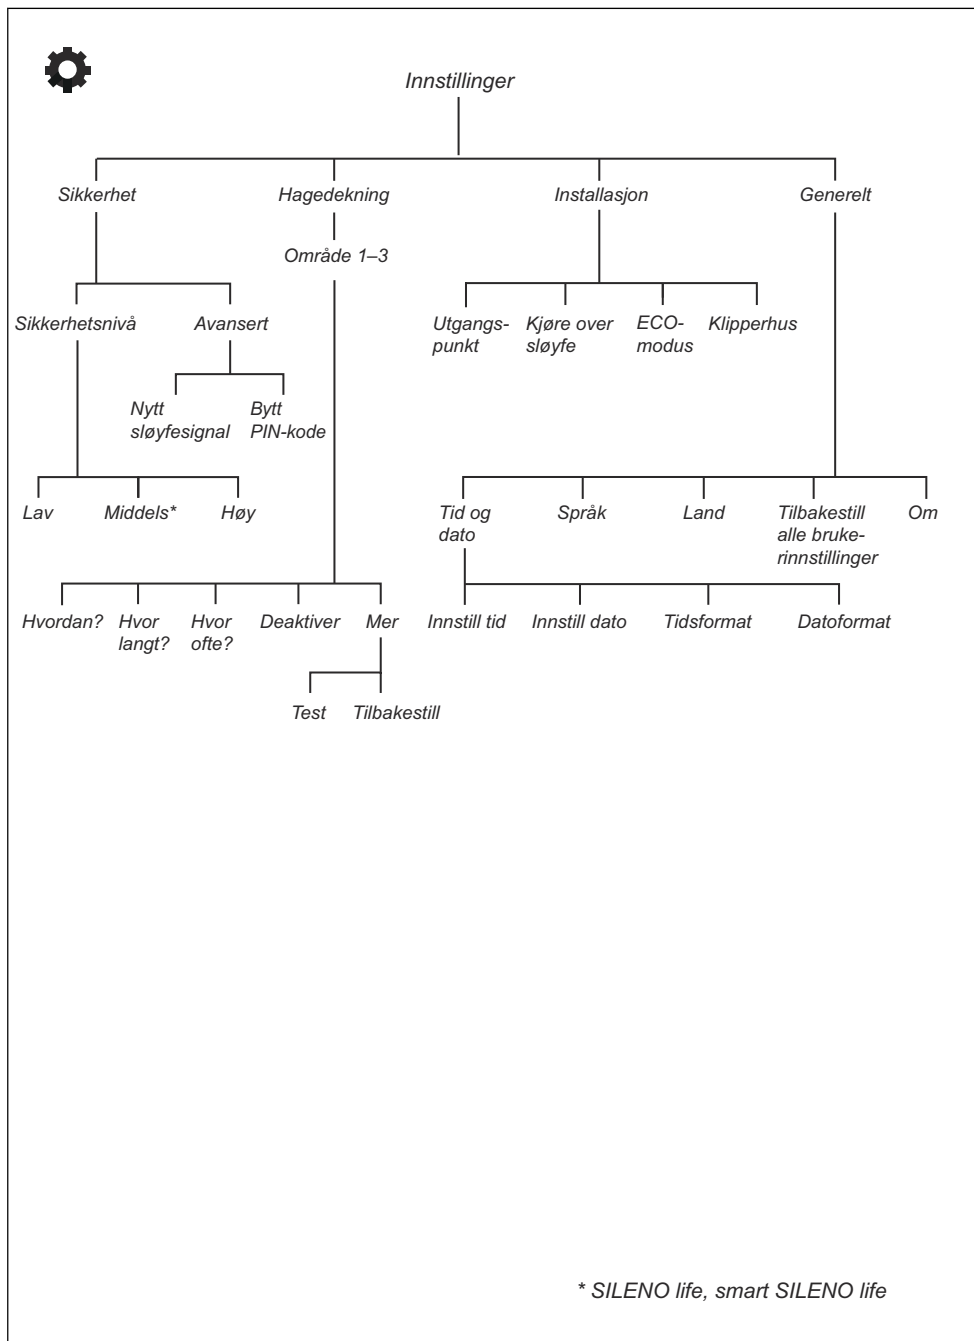 Innstillinger
Sikkerhet
Hagedekning
Installasjon
Generelt
Område 1–3
Sikkerhetsnivå
Avansert
Utgangs-
punkt
Kjøre over
sløyfe
ECO-
modus
Klipperhus
Nytt
sløyfesignal
Bytt
PIN-kode
Lav
Middels*
Høy
Tid og
dato
Språk
Land
Tilbakestill
alle bruke-
rinnstillinger
Om
Hvordan?
Hvor
langt?
Hvor
ofte?
Deaktiver
Mer
Innstill tid
Innstill dato
Tidsformat
Datoformat
Test
Tilbakestill
* SILENO life, smart SILENO life